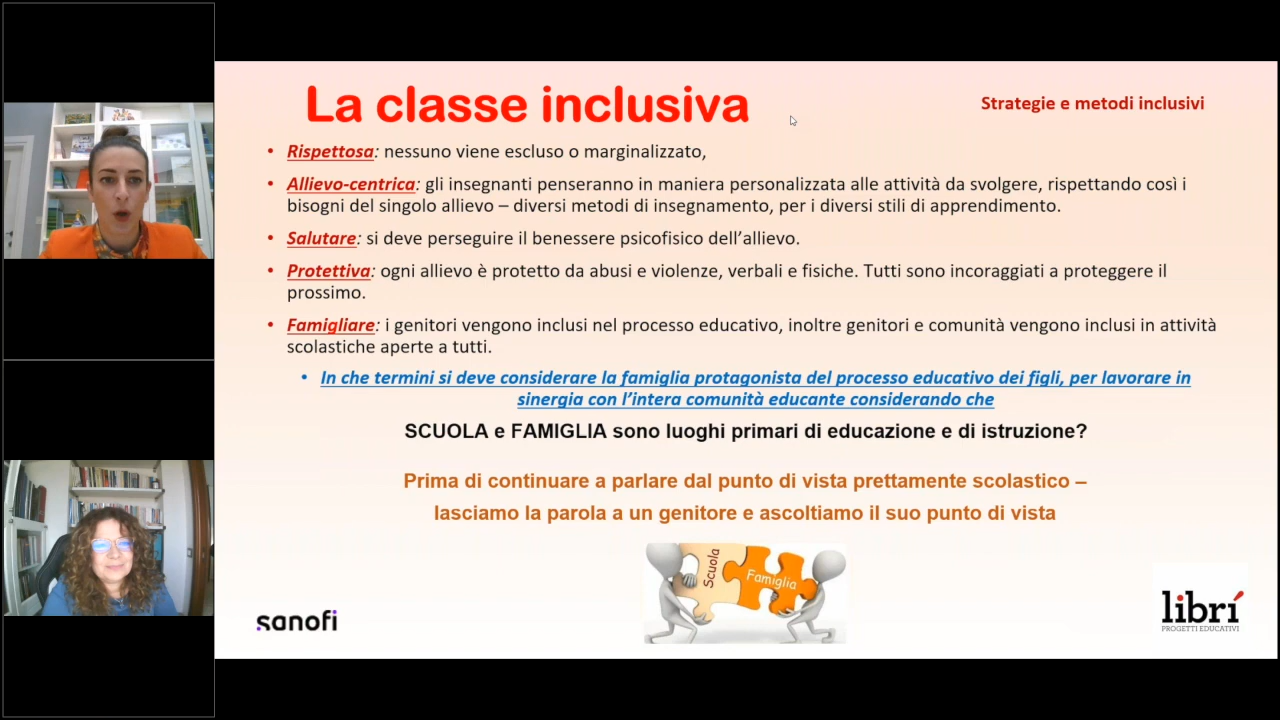 La classe inclusiva
Strategie e metodi inclusivi
• Rispettosa: nessuno viene escluso o marginalizzato,
• Allievo-centrica: gli insegnanti penseranno in maniera personalizzata alle attività da svolgere, rispettando così i
bisogni del singolo allievo – diversi metodi di insegnamento, per i diversi stili di apprendimento.
• Salutare: si deve perseguire il benessere psicofisico dell'allievo.
• Protettiva: ogni allievo è protetto da abusi e violenze, verbali e fisiche. Tutti sono incoraggiati a proteggere il
prossimo.
• Famigliare: i genitori vengono inclusi nel processo educativo, inoltre genitori e comunità vengono inclusi in attività
scolastiche aperte a tutti.
• In che termini si deve considerare la famiglia protagonista del processo educativo dei figli, per lavorare in
sinergia con l'intera comunità educante considerando che
SCUOLA e FAMIGLIA sono luoghi primari di educazione e di istruzione?
Prima di continuare a parlare dal punto di vista prettamente scolastico –
lasciamo la parola a un genitore e ascoltiamo il suo punto di vista
Scuola
Famiglia
sanofi
librí
PROGETTI EDUCATIVI